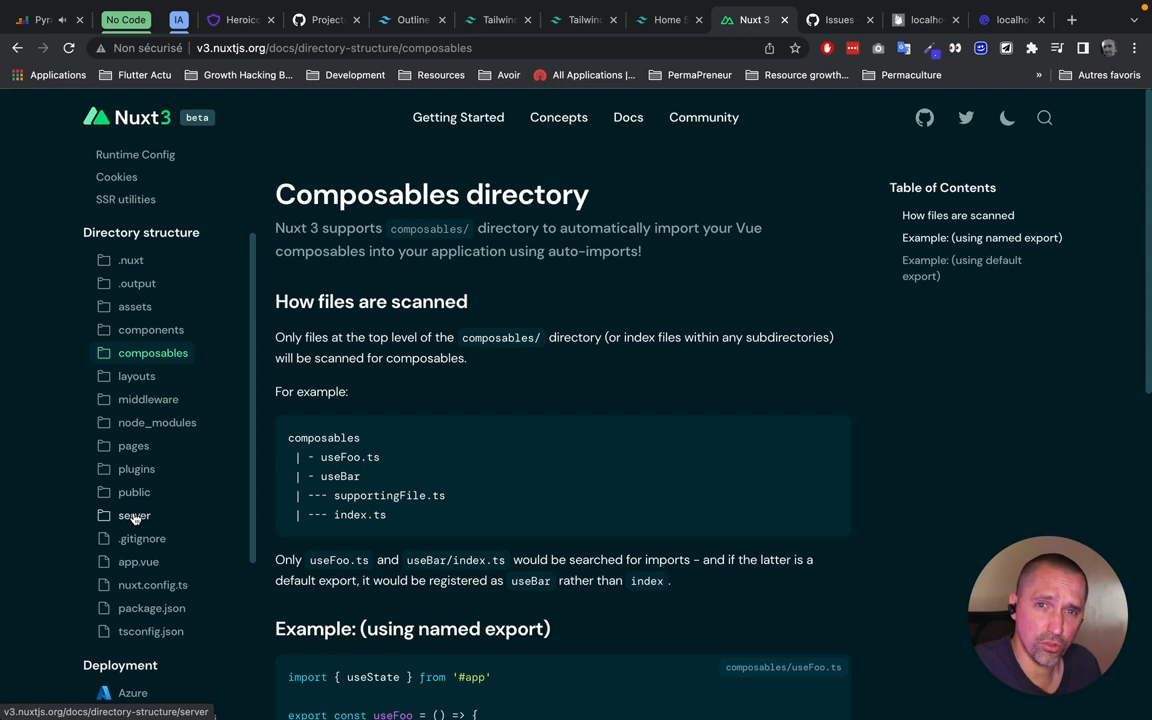 Pyra
No Code
IA
Heroico
Project
Outline
Tailwin
Tailwin
Home S
Nuxt 3
Issues
localho
localho
Non sécurisé
v3.nuxtjs.org/docs/directory-structure/composables
Applications
Flutter Actu
Growth Hacking B...
Development
Resources
Avoir
All Applications |...
PermaPreneur
Resource growth...
Permaculture
»
Autres favoris
Nuxt3 beta
Getting Started
Concepts
Docs
Community
Runtime Config
Cookies
SSR utilities
Directory structure
.nuxt
.output
assets
components
composables
layouts
middleware
node_modules
pages
plugins
public
server
.gitignore
app.vue
nuxt.config.ts
package.json
tsconfig.json
Deployment
Azure
v3.nuxtjs.org/docs/directory-structure/server
Composables directory
Nuxt 3 supports composables/ directory to automatically import your Vue
composables into your application using auto-imports!
How files are scanned
Only files at the top level of the composables/ directory (or index files within any subdirectories)
will be scanned for composables.
For example:
composables
| - useFoo.ts
| - useBar
| --- supportingFile.ts
| --- index.ts
Only useFoo.ts and useBar/index.ts would be searched for imports - and if the latter is a
default export, it would be registered as useBar rather than index.
Example: (using named export)
composables/useFoo.ts
import { useState } from '#app'
export const useFoo = () => {
Table of Contents
How files are scanned
Example: (using named export)
Example: (using default
export)